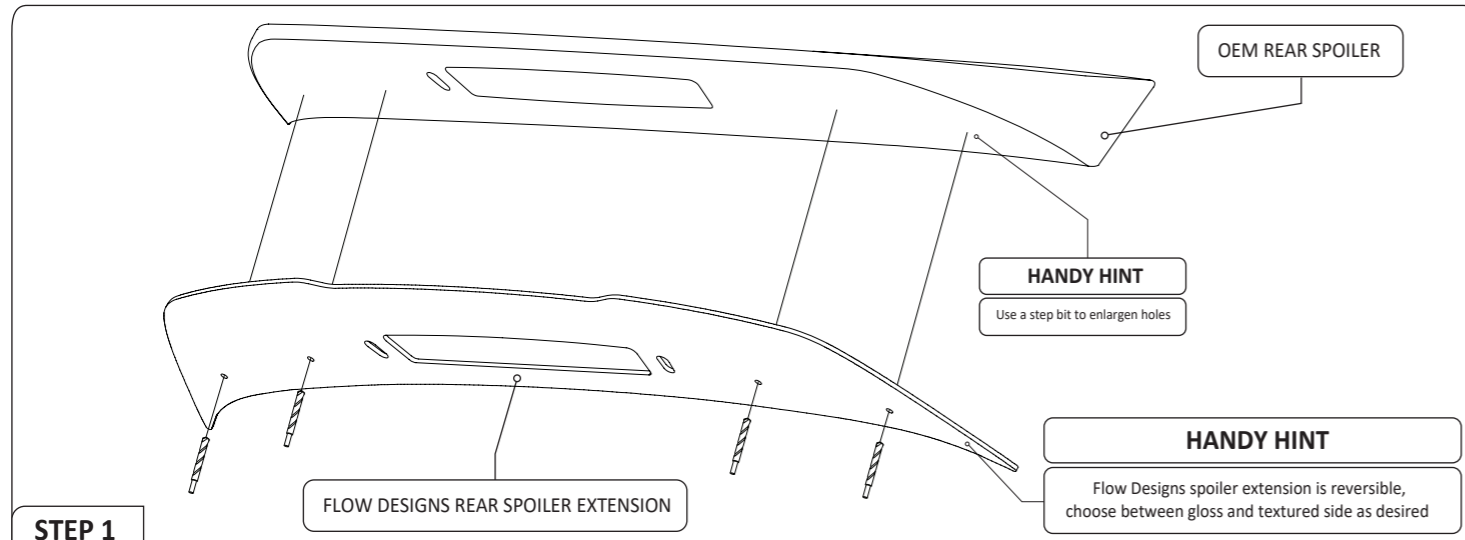 OEM REAR SPOILER
HANDY HINT
Use a step bit to enlargen holes
HANDY HINT
Flow Designs spoiler extension is reversible,
choose between gloss and textured side as desired
FLOW DESIGNS REAR SPOILER EXTENSION
STEP 1